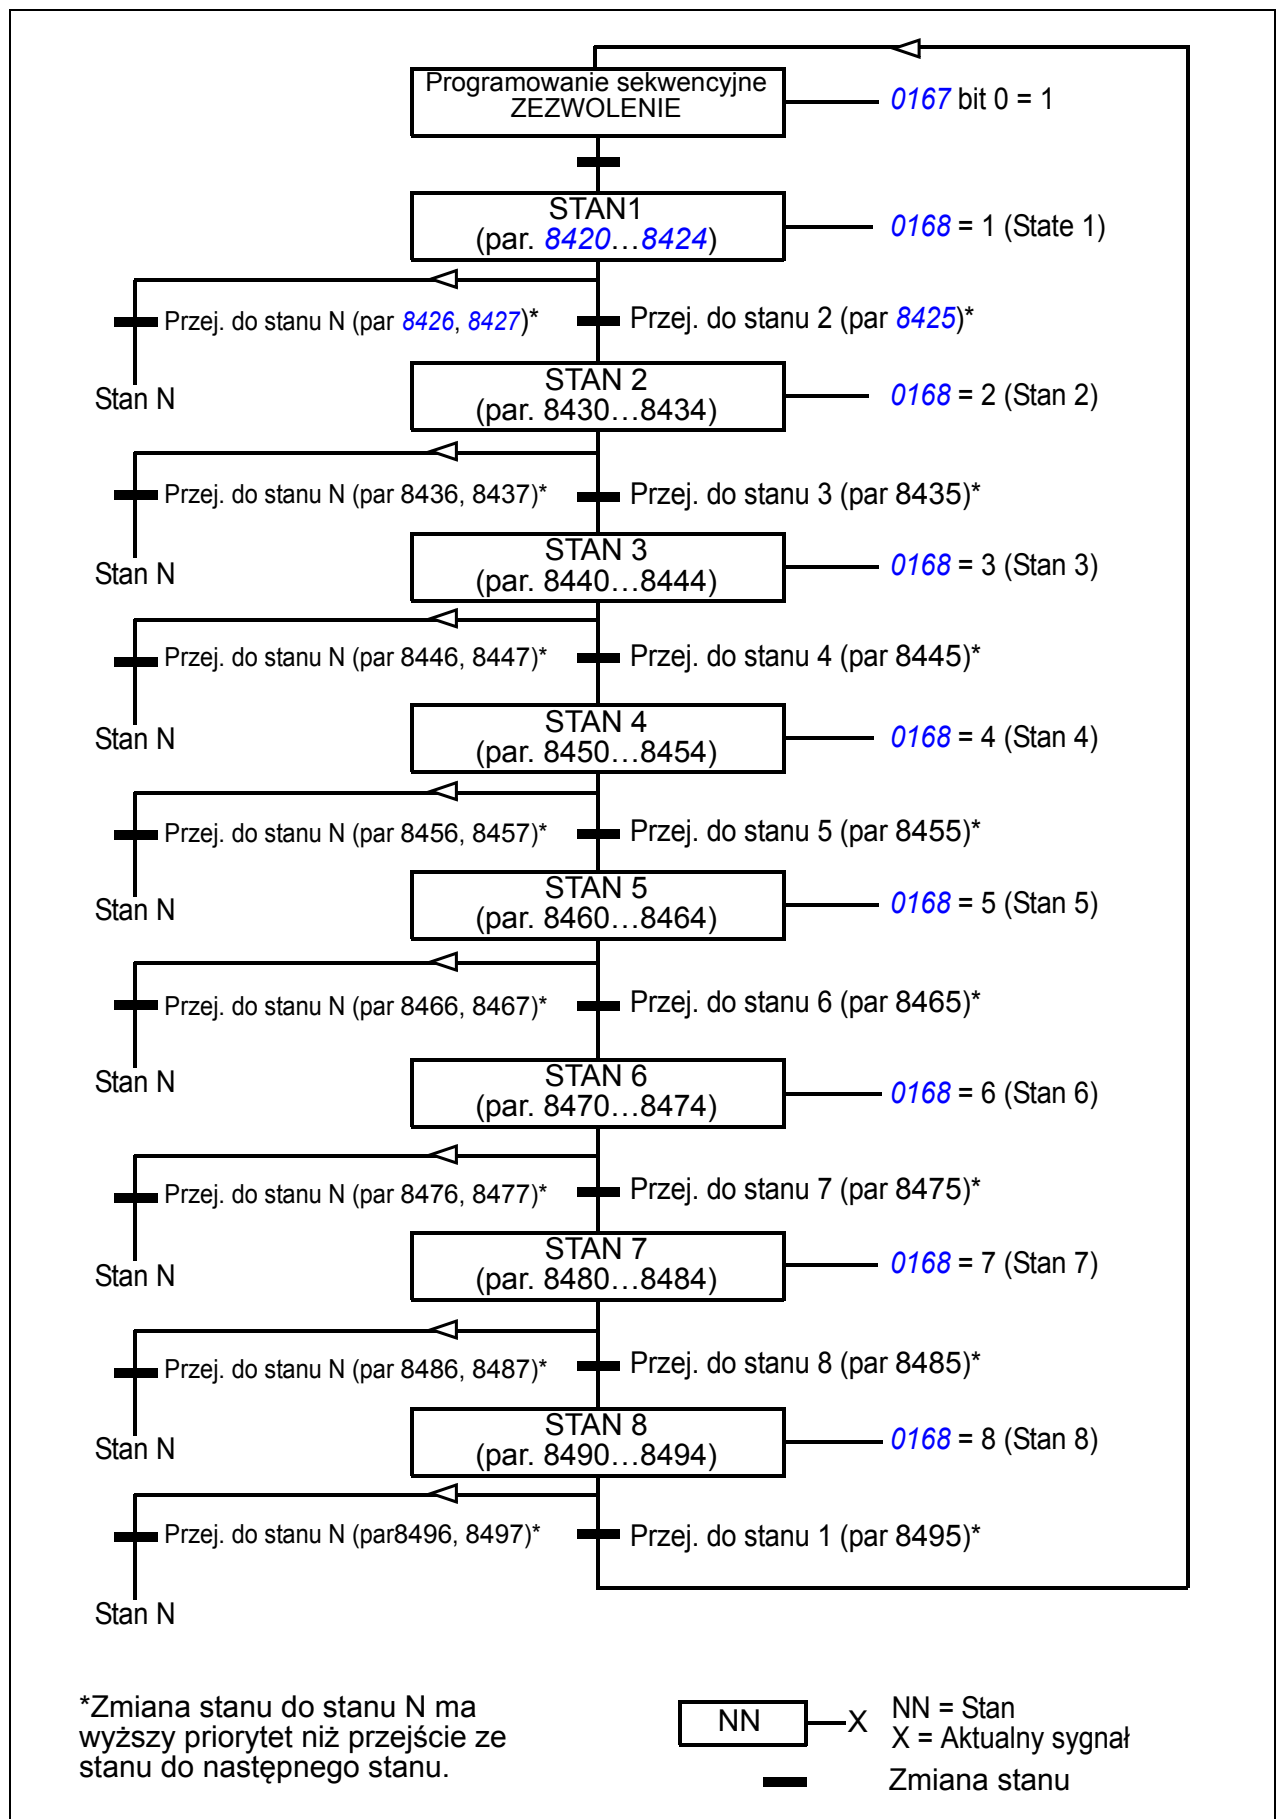 Programowanie sekwencyjne
ZEZWOLENIE
0167 bit 0 = 1
STAN1
(par. 8420…8424)
0168 = 1 (State 1)
Przej. do stanu N (par 8426, 8427)*
Przej. do stanu 2 (par 8425)*
Stan N
STAN 2
(par. 8430…8434)
0168 = 2 (Stan 2)
Przej. do stanu N (par 8436, 8437)*
Przej. do stanu 3 (par 8435)*
Stan N
STAN 3
(par. 8440…8444)
0168 = 3 (Stan 3)
Przej. do stanu N (par 8446, 8447)*
Przej. do stanu 4 (par 8445)*
Stan N
STAN 4
(par. 8450…8454)
0168 = 4 (Stan 4)
Przej. do stanu N (par 8456, 8457)*
Przej. do stanu 5 (par 8455)*
Stan N
STAN 5
(par. 8460…8464)
0168 = 5 (Stan 5)
Przej. do stanu N (par 8466, 8467)*
Przej. do stanu 6 (par 8465)*
Stan N
STAN 6
(par. 8470…8474)
0168 = 6 (Stan 6)
Przej. do stanu N (par 8476, 8477)*
Przej. do stanu 7 (par 8475)*
Stan N
STAN 7
(par. 8480…8484)
0168 = 7 (Stan 7)
Przej. do stanu N (par 8486, 8487)*
Przej. do stanu 8 (par 8485)*
Stan N
STAN 8
(par. 8490…8494)
0168 = 8 (Stan 8)
Przej. do stanu N (par8496, 8497)*
Przej. do stanu 1 (par 8495)*
Stan N
*Zmiana stanu do stanu N ma
wyższy priorytet niż przejście ze
stanu do następnego stanu.
NN
X
NN = Stan
X = Aktualny sygnał
Zmiana stanu